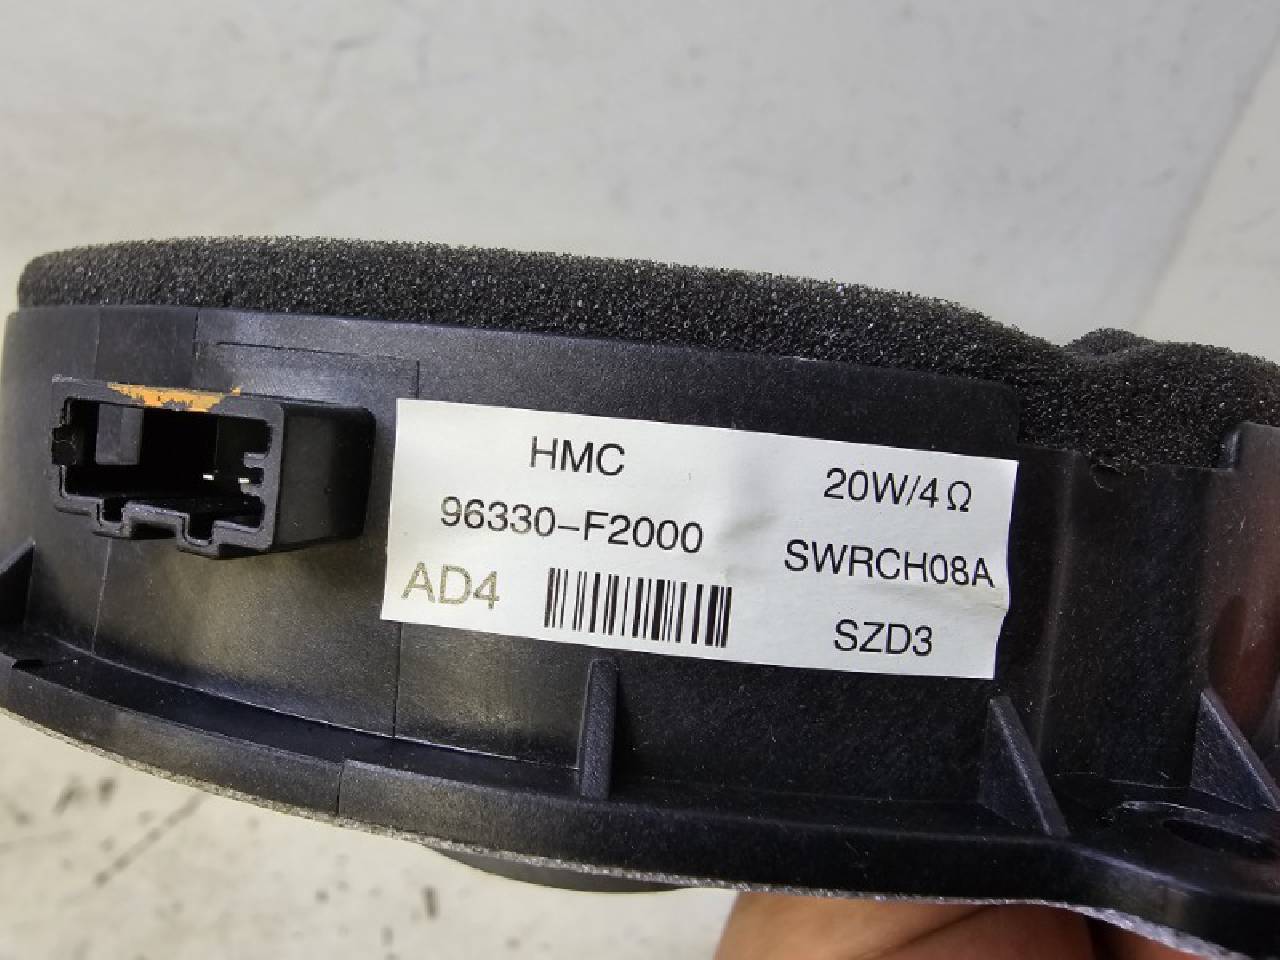 HMC
96330-F2000
AD4
20W/4Ω
SWRCH08A
SZD3